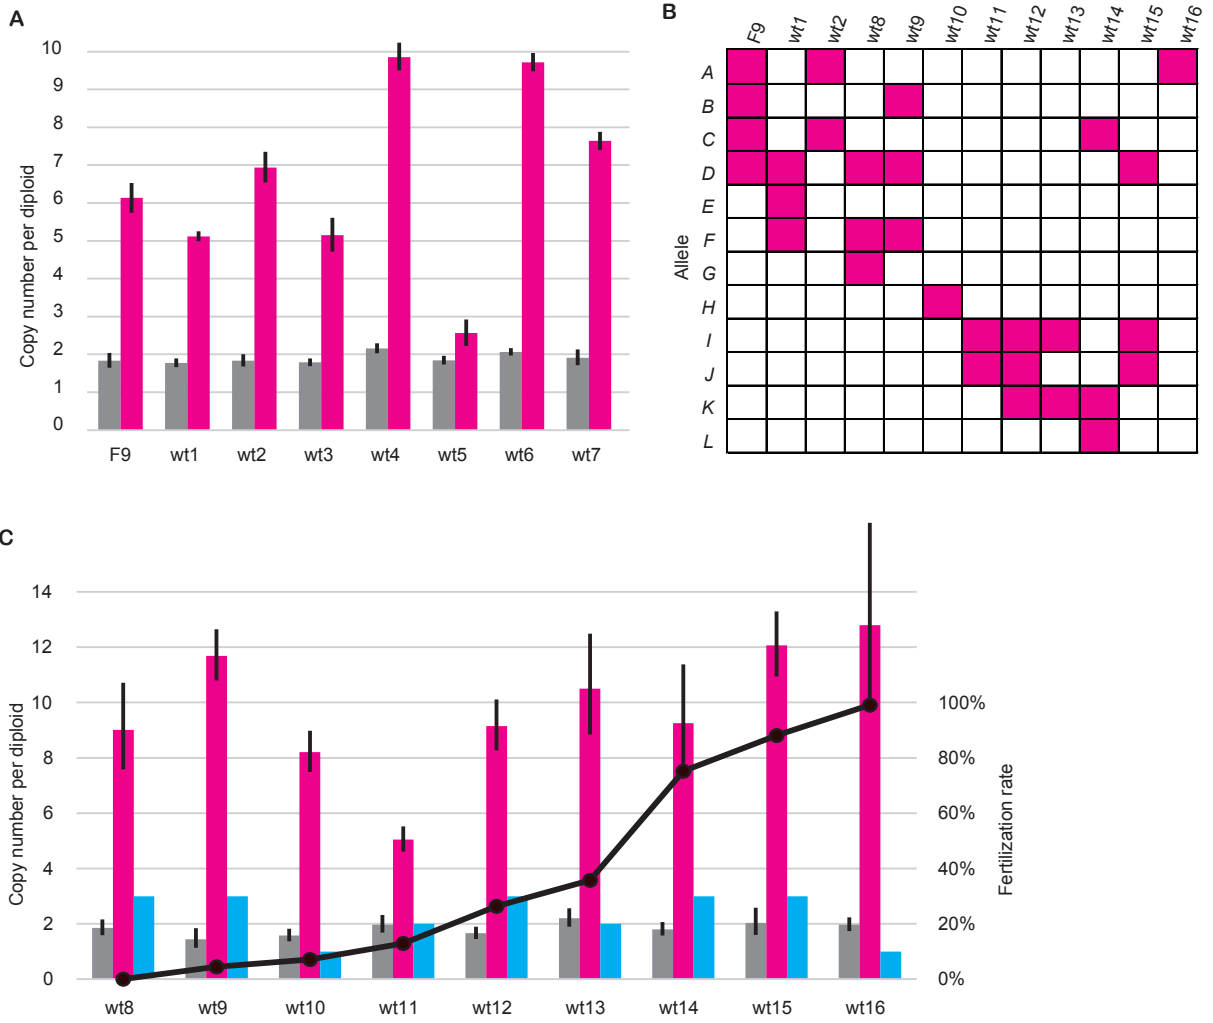 A
Copy number per diploid
10
9
8
7
6
5
4
3
2
1
0
F9 wt1 wt2 wt3 wt4 wt5 wt6 wt7
B
F9 wt1 wt2 wt8 wt9 wt10 wt11 wt12 wt13 wt14 wt15 wt16
Allele
A
B
C
D
E
F
G
H
I
J
K
L
C
Copy number per diploid
14
12
10 100%
8 80%
6 60%
4 40%
2 20%
0 0%
Fertilization rate
wt8 wt9 wt10 wt11 wt12 wt13 wt14 wt15 wt16